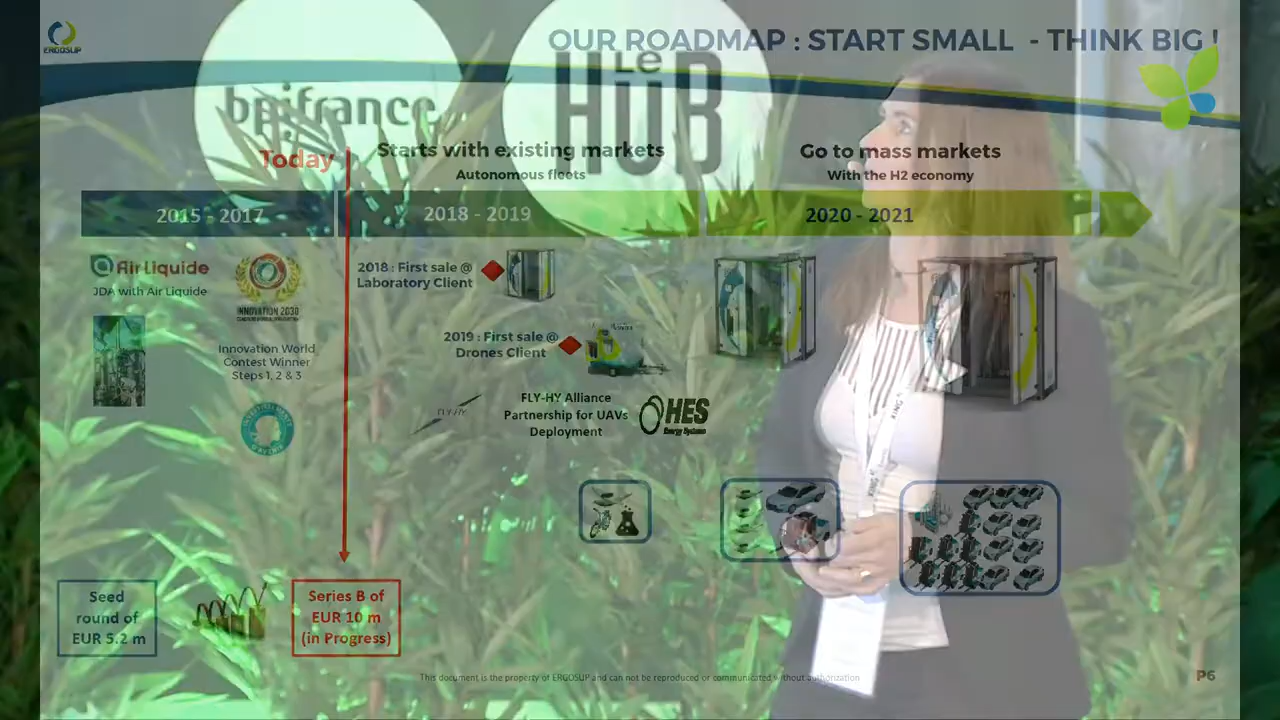 ERGOSUP
OUR ROADMAP : START SMALL - THINK BIG !
bpifrance
Le
HUB
Today
Starts with existing markets
Autonomous fleets
Go to mass markets
With the H2 economy
2015 - 2017
2018 - 2019
2020 - 2021
Air Liquide
JDA with Air Liquide
INNOVATION 2030
Innovation World
Contest Winner
Steps 1, 2 & 3
2018 : First sale @
Laboratory Client
2019 : First sale @
Drones Client
FLY-HY
FLY-HY Alliance
Partnership for UAVs
Deployment
HES
Energy Systems
Seed
round of
EUR 5.2 m
Series B of
EUR 10 m
(in Progress)
This document is the property of ERGOSUP and can not be reproduced or communicated without authorization
P6